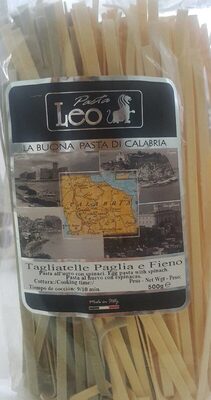 Pasta
Leo
LA BUONA PASTA DI CALABRIA
CALABRIA
Tagliatelle Paglia e Fieno
Pasta all'uovo con spinaci. Egg pasta with spinach.
Pasta al huevo con espinacas.
Cottura:/Cooking time:/ Peso - Net Wgt - Peso:
Tiempo de cocción: 9/10 min. 500g e
Made in Italy